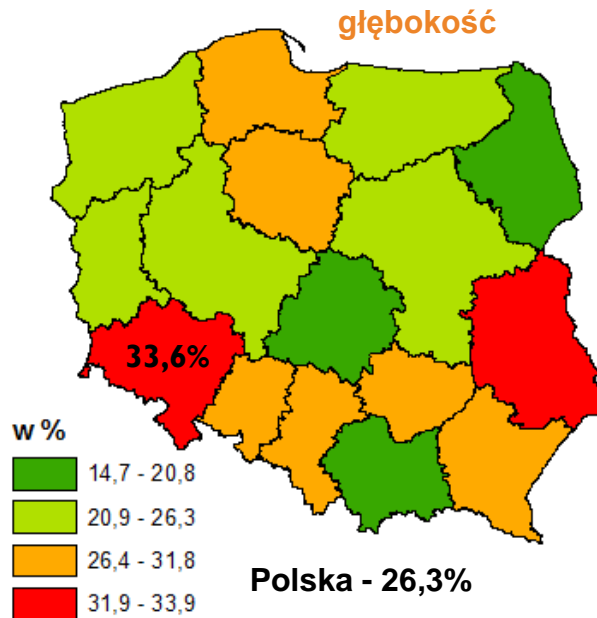 głębokość
33,6%
w %
14,7 - 20,8
20,9 - 26,3
26,4 - 31,8
31,9 - 33,9
Polska - 26,3%